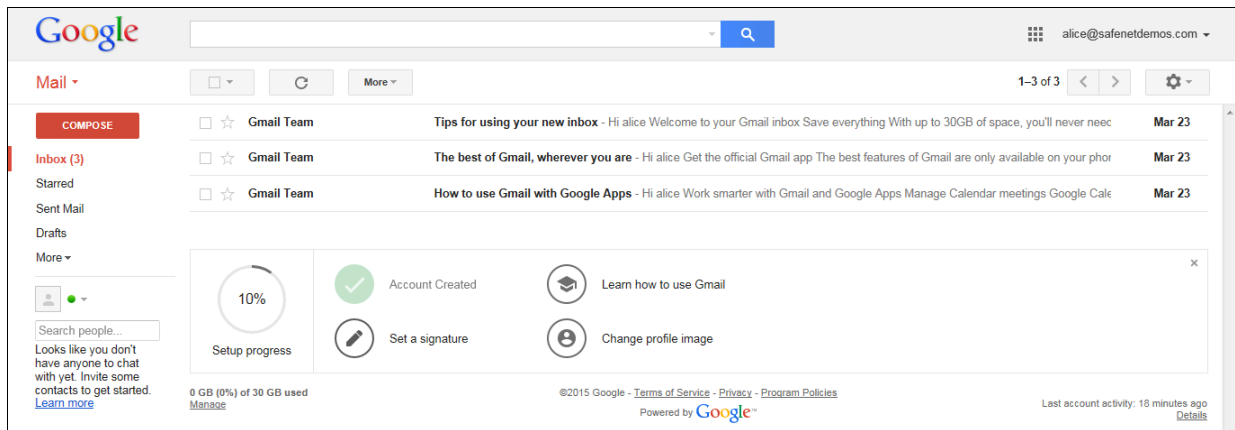 Google
alice@safenetdemos.com
Mail
More
1–3 of 3
COMPOSE
Inbox (3)
Starred
Sent Mail
Drafts
More
Gmail Team Tips for using your new inbox - Hi alice Welcome to your Gmail inbox Save everything With up to 30GB of space, you'll never need Mar 23
Gmail Team The best of Gmail, wherever you are - Hi alice Get the official Gmail app The best features of Gmail are only available on your phor Mar 23
Gmail Team How to use Gmail with Google Apps - Hi alice Work smarter with Gmail and Google Apps Manage Calendar meetings Google Cale Mar 23
Search people...
Looks like you don't
have anyone to chat
with yet. Invite some
contacts to get started.
Learn more
10%
Setup progress
Account Created
Learn how to use Gmail
Set a signature
Change profile image
0 GB (0%) of 30 GB used
Manage
©2015 Google - Terms of Service - Privacy - Program Policies
Powered by Google™
Last account activity: 18 minutes ago
Details